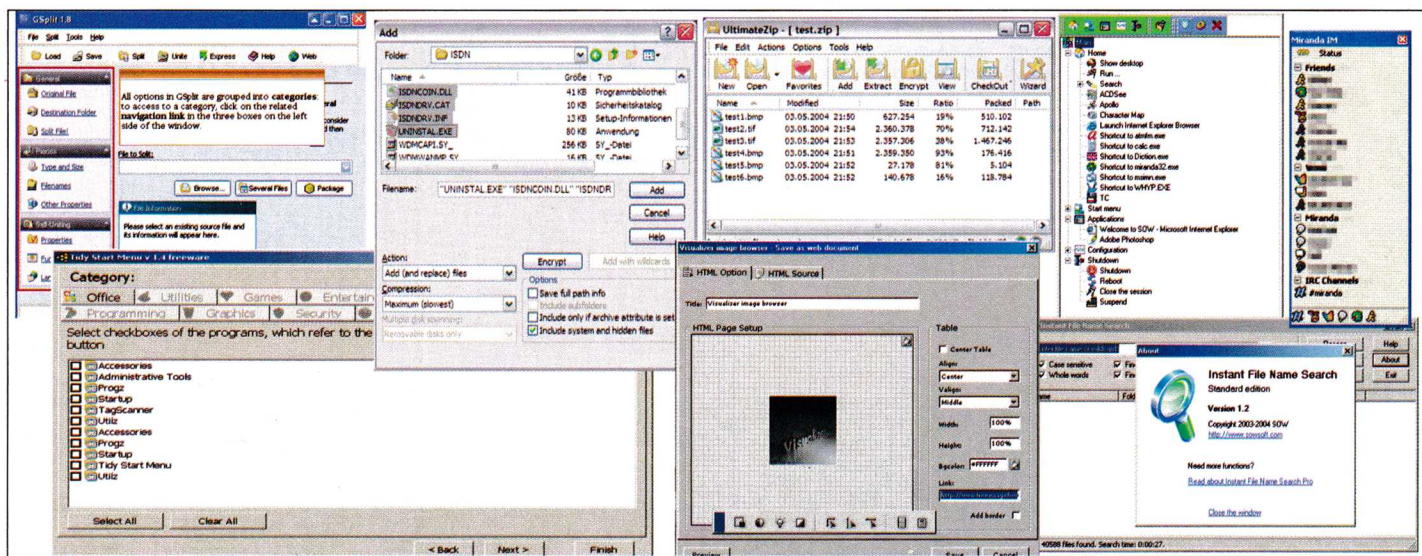 GSplit 1.8
File Split Tools Help
Load Save Split Unite Express Help Web
General
Original File
Destination Folder
Split File!
Pieces
Type and Size
Filenames
Other Properties
Self-Uniting
Properties
All options in GSplit are grouped into categories:
to access to a category, click on the related
navigation link in the three boxes on the left
side of the window.
File to Split:
Browse... Several Files Package
File Information
Please select an existing source file and
its information will appear here.
Add
Folder: ISDN
Name Größe Typ
ISDNCOIN.DLL 41 KB Programmbibliothek
ISDNDRV.CAT 10 KB Sicherheitskatalog
ISDNDRV.INF 13 KB Setup-Informationen
UNINSTAL.EXE 80 KB Anwendung
WDMCAPI.SY_ 256 KB SY_-Datei
WDMWANMP.SY 16 KB SY_-Datei
Filename: "UNINSTAL.EXE" "ISDNCOIN.DLL" "ISDNDR
Add
Cancel
Help
Action:
Add (and replace) files
Encrypt Add with wildcards
Compression:
Maximum (slowest)
Multiple disk spanning:
Removable disks only
Options
Save full path info
Include subfolders
Include only if archive attribute is set
Include system and hidden files
UltimateZip - [ test.zip ]
File Edit Actions Options Tools Help
New Open Favorites Add Extract Encrypt View CheckOut Wizard
Name Modified Size Ratio Packed Path
test1.bmp 03.05.2004 21:50 627.254 19% 510.102
test2.tif 03.05.2004 21:54 2.360.378 70% 712.142
test3.tif 03.05.2004 21:53 2.357.306 38% 1.467.246
test4.bmp 03.05.2004 21:51 2.359.350 93% 176.416
test5.bmp 03.05.2004 21:52 27.178 81% 5.104
test6.bmp 03.05.2004 21:52 140.678 16% 118.784
Home
Show desktop
Run ...
Search
ACDSee
Apollo
Character Map
Launch Internet Explorer Browser
Shortcut to atmfm.exe
Shortcut to calc.exe
Shortcut to Diction.exe
Shortcut to miranda32.exe
Shortcut to msimn.exe
Shortcut to WHYP.EXE
TC
Start menu
Applications
Welcome to SOW - Microsoft Internet Explorer
Adobe Photoshop
Configuration
Shutdown
Shutdown
Reboot
Close the session
Suspend
Miranda IM
Status
Friends
Miranda
IRC Channels
#miranda
Tidy Start Menu v 1.4 freeware
Category:
Office Utilities Games Entertain
Programming Graphics Security
Select checkboxes of the programs, which refer to the
button
Accessories
Administrative Tools
Progz
Startup
TagScanner
Utilz
Accessories
Progz
Startup
Tidy Start Menu
Utilz
Select All Clear All
< Back Next > Finish
Visualizer image browser - Save as web document
HTML Option HTML Source
Title: Visualizer image browser
HTML Page Setup
Table
Center Table
Align:
Center
Valign:
Middle
Width: 100%
Height: 100%
Bgcolor: #FFFFFF
Link:
Add border
Preview Save Cancel
Instant File Name Search
Case sensitive
Whole words
Help
About
Exit
About
Instant File Name Search
Standard edition
Version 1.2
Copyright 2003-2004 SOW
http://www.sowsoft.com
Need more functions?
Read about Instant File Name Search Pro
Close the window
40588 files found. Search time: 0:00:27.